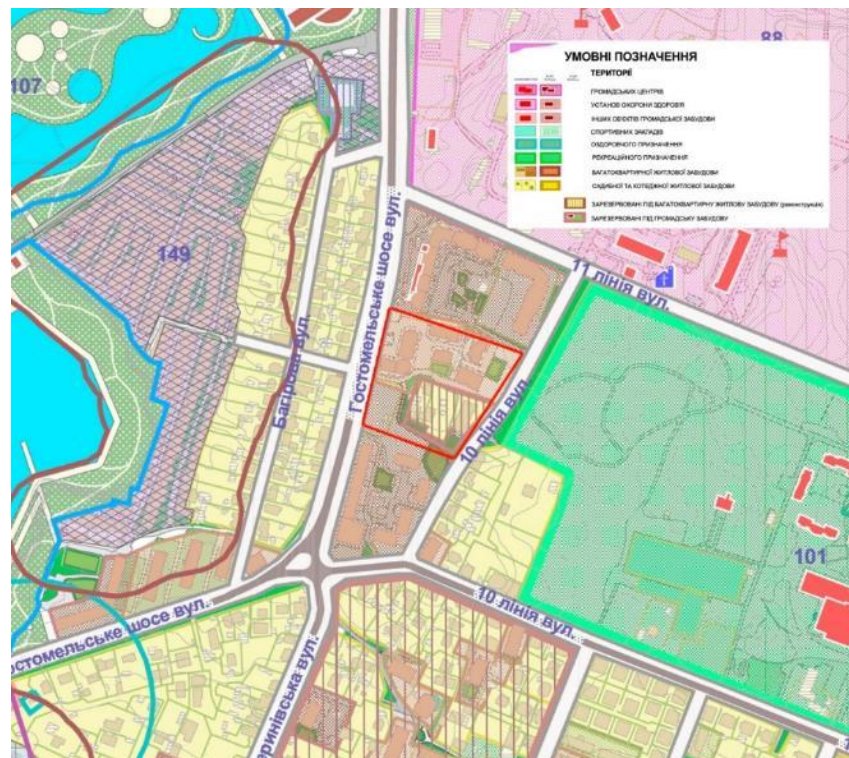 107
88
УМОВНІ ПОЗНАЧЕННЯ
ТЕРИТОРІЇ
ГРОМАДСЬКИХ ЦЕНТРІВ
УСТАНОВ ОХОРОНИ ЗДОРОВ'Я
ІНШИХ ОБ'ЄКТІВ ГРОМАДСЬКОЇ ЗАБУДОВИ
СПОРТИВНИХ ЗАКЛАДІВ
ОЗДОРОВЧОГО ПРИЗНАЧЕННЯ
РЕКРЕАЦІЙНОГО ПРИЗНАЧЕННЯ
БАГАТОКВАРТИРНОЇ ЖИТЛОВОЇ ЗАБУДОВИ
САДИБНОЇ ТА КОТЕДЖНОЇ ЖИТЛОВОЇ ЗАБУДОВИ
ЗАРЕЗЕРВОВАНІ ПІД БАГАТОКВАРТИРНУ ЖИТЛОВУ ЗАБУДОВУ (реконструкція)
ЗАРЕЗЕРВОВАНІ ПІД ГРОМАДСЬКУ ЗАБУДОВУ
149
11 лінія вул.
Гостомельське шосе вул.
Багірова вул.
10 лінія вул.
101
10 лінія вул.
остомельське шосе вул.
еринівська вул.